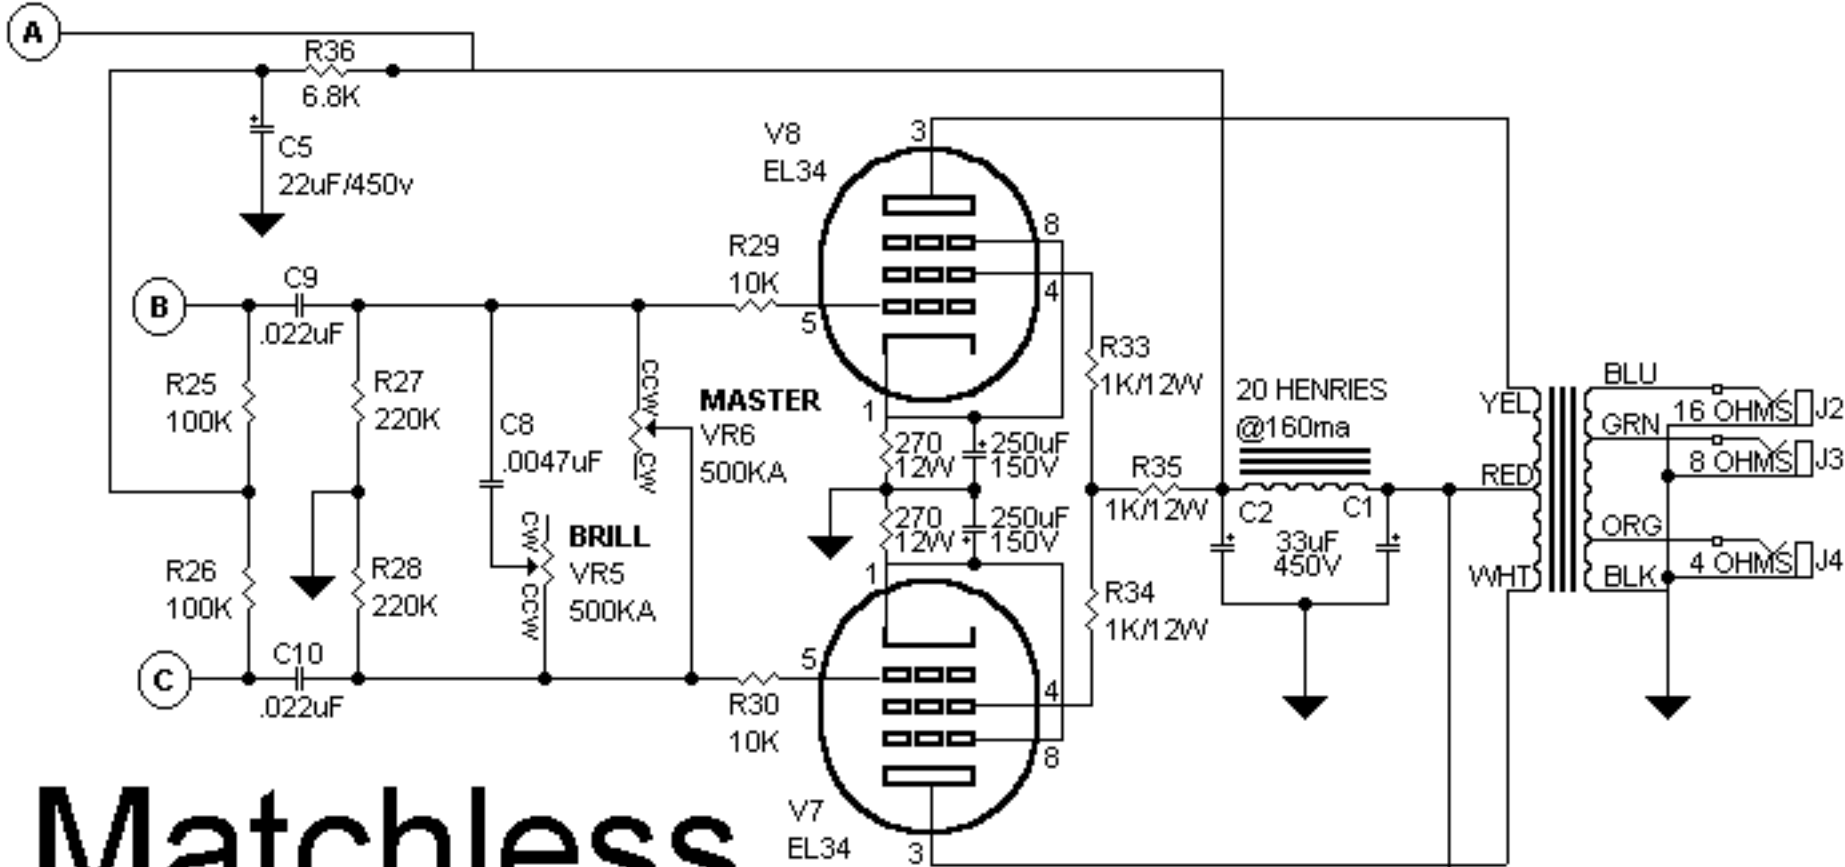 A
R36
6.8K
C5
22uF/450v
V8
EL34
3
8
4
5
1
R29
10K
B
C9
.022uF
R25
100K
R27
220K
C8
.0047uF
CCW
CW
MASTER
VR6
500KA
270
12W
250uF
150V
270
12W
250uF
150V
R33
1K/12W
R35
1K/12W
20 HENRIES
@160ma
C2
C1
33uF
450V
YEL
RED
WHT
BLU
16 OHMS
J2
GRN
8 OHMS
J3
ORG
4 OHMS
J4
BLK
R26
100K
R28
220K
CW
CCW
BRILL
VR5
500KA
R34
1K/12W
C
C10
.022uF
R30
10K
1
5
4
8
V7
EL34
3
Matchless